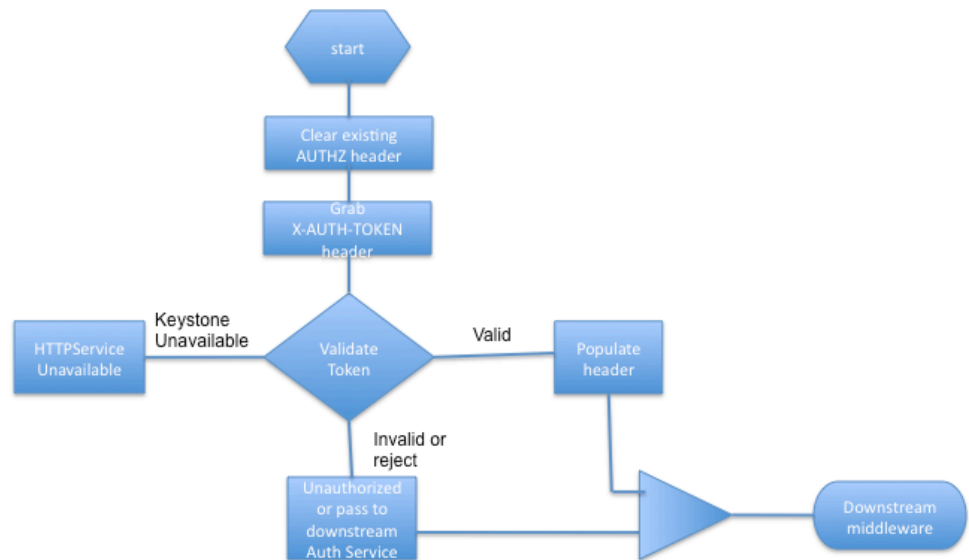 start
Clear existing
AUTHZ header
Grab
X-AUTH-TOKEN
header
Keystone
Unavailable
HTTPService
Unavailable
Validate
Token
Valid
Populate
header
Invalid or
reject
Unauthorized
or pass to
downstream
Auth Service
Downstream
middleware